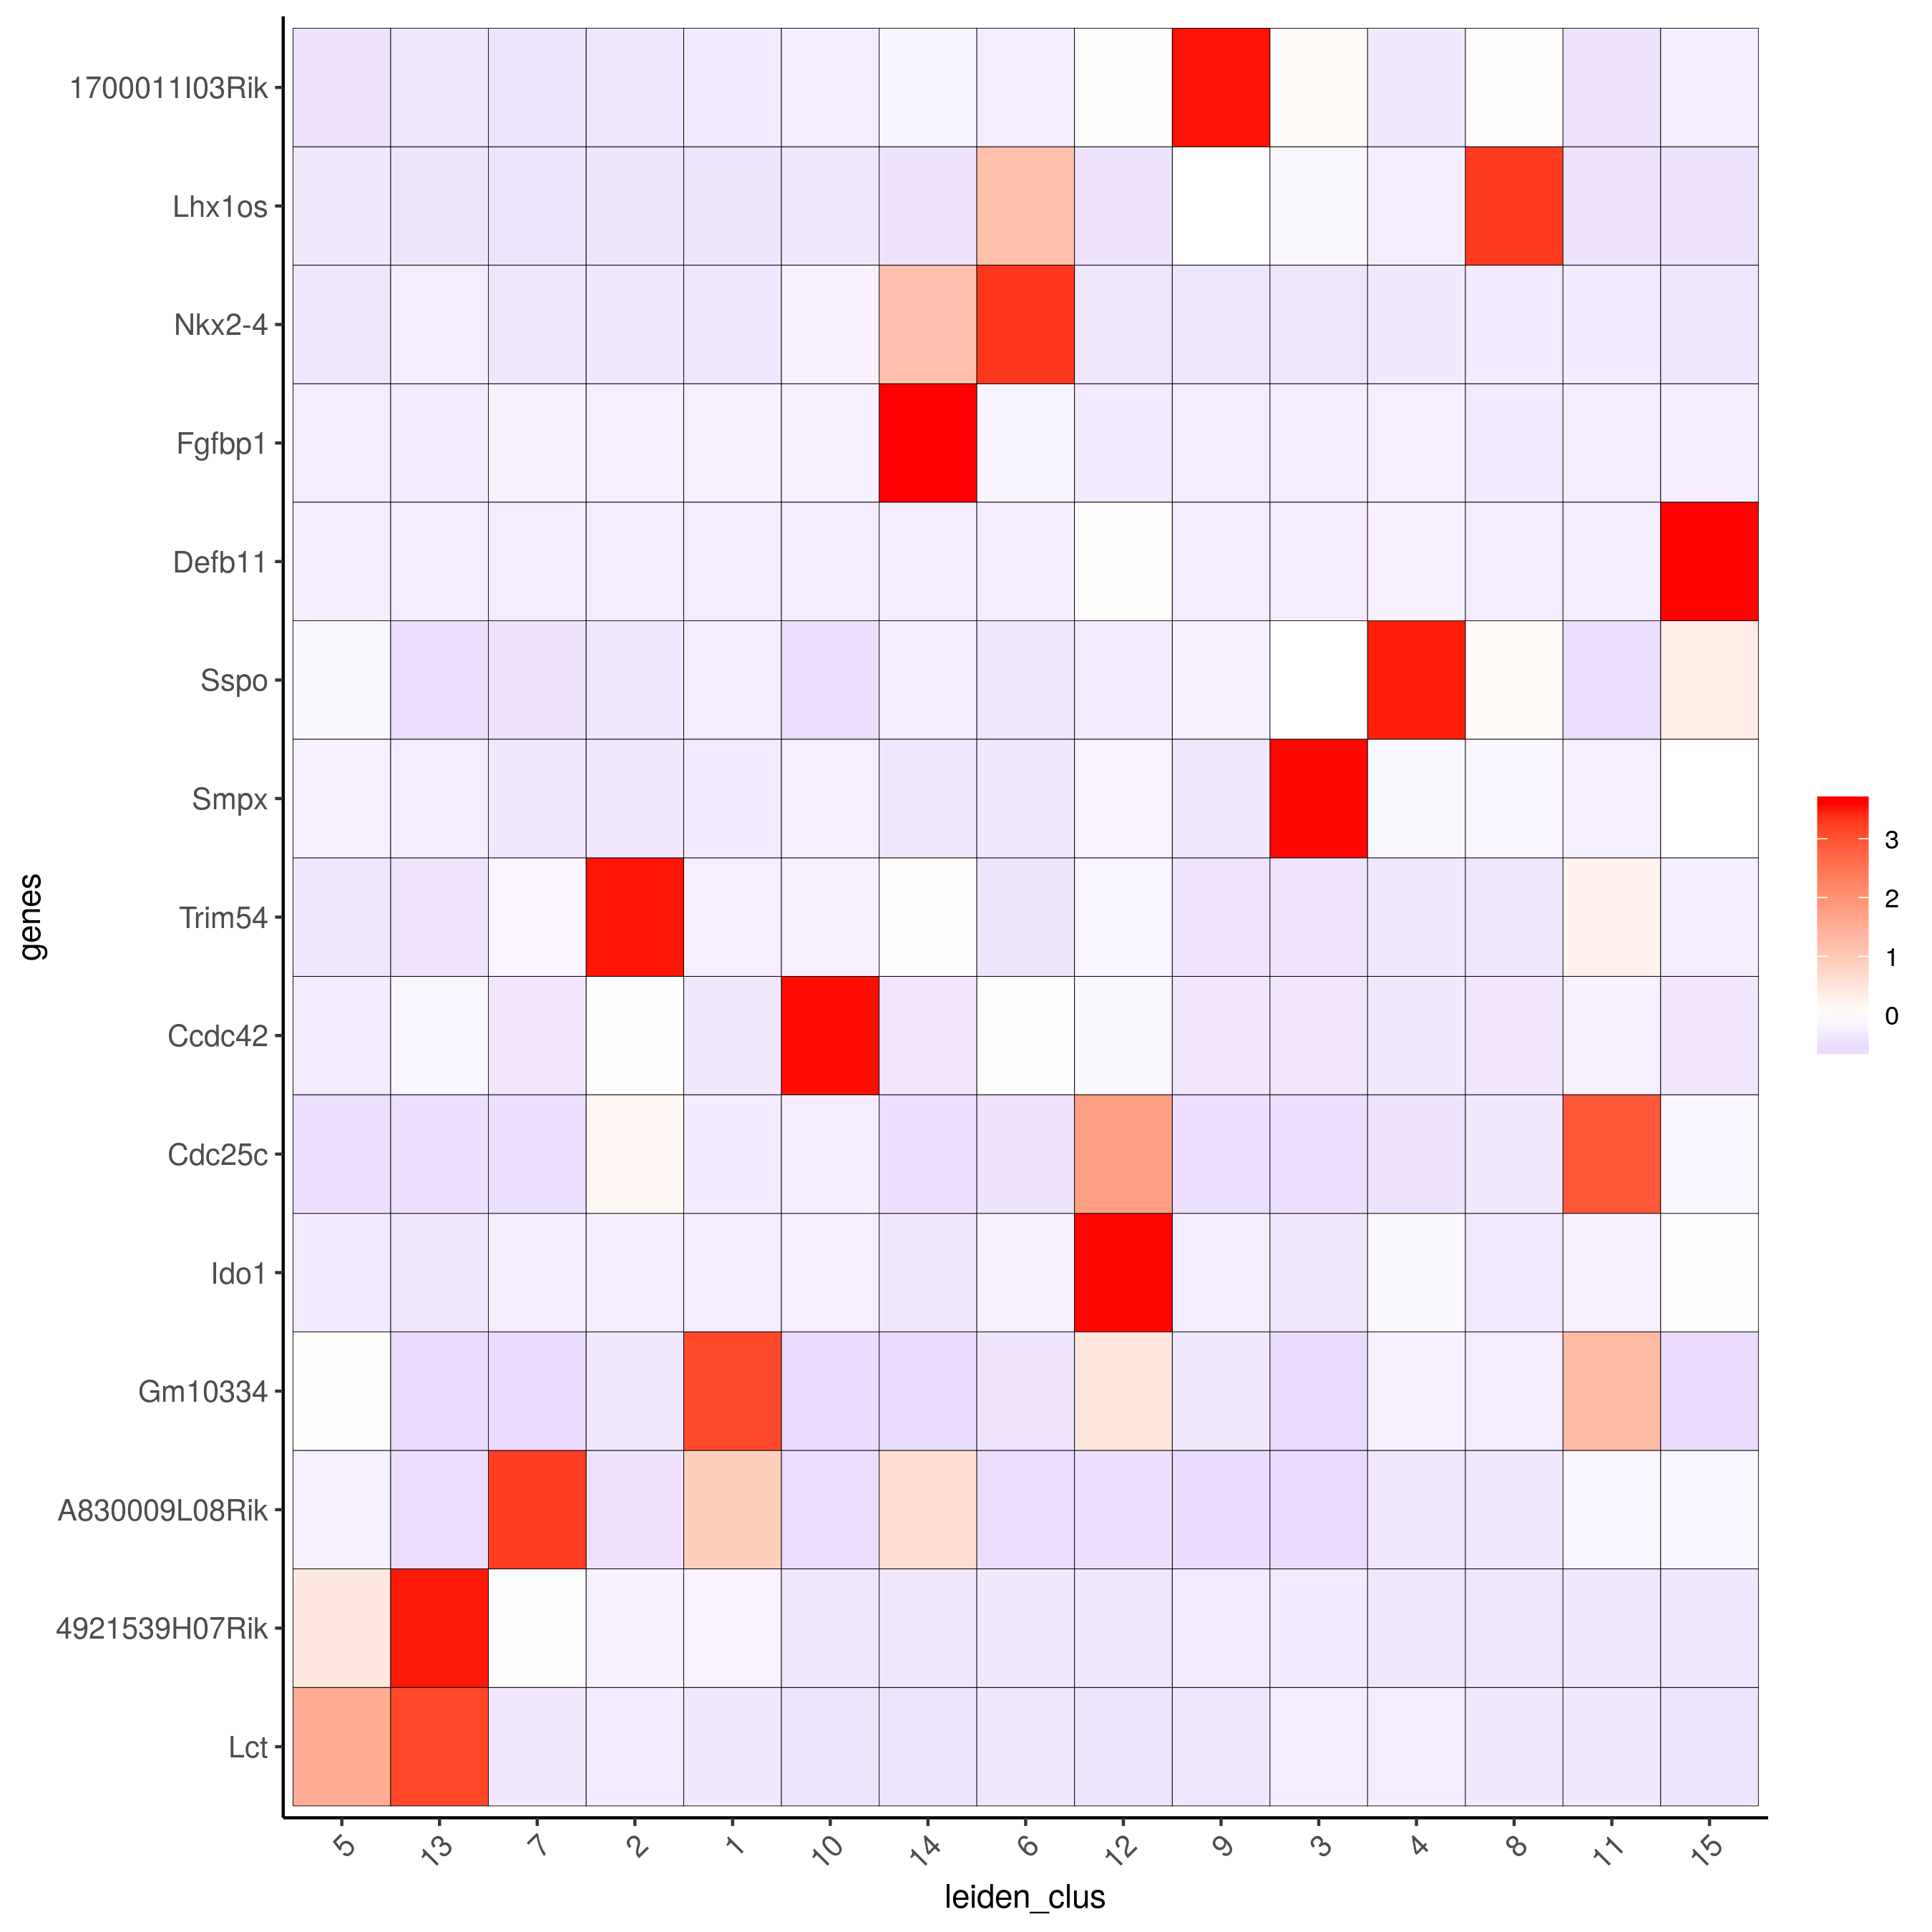 genes
1700011I03Rik
Lhx1os
Nkx2-4
Fgfbp1
Defb11
Sspo
Smpx
Trim54
Ccdc42
Cdc25c
Ido1
Gm10334
A830009L08Rik
4921539H07Rik
Lct
5 13 7 2 1 10 14 6 12 9 3 4 8 11 15
leiden_clus
3
2
1
0